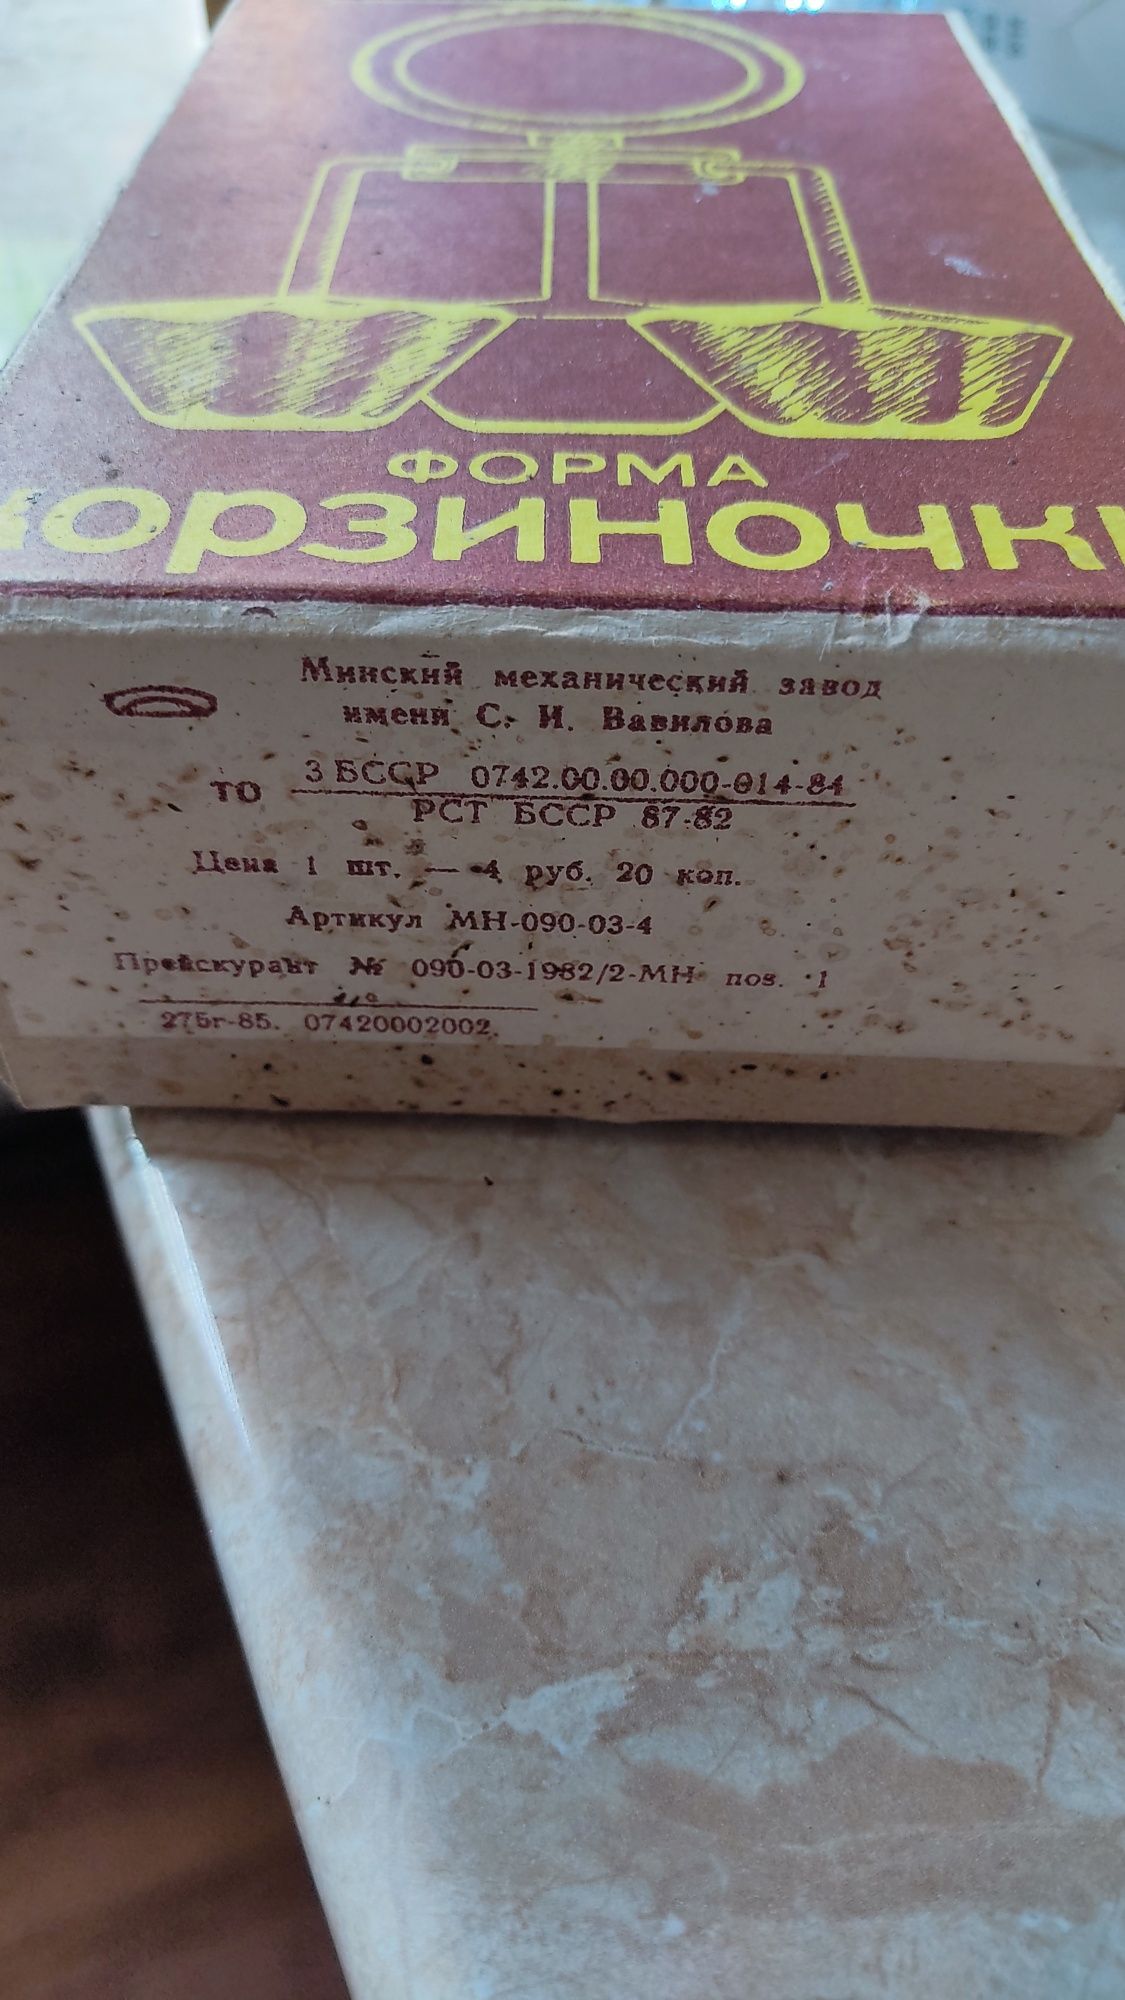 ФОРМА
корзиночки
Минский механический завод
имени С. И. Вавилова
ТО 3 БССР 0742.00.00.000-014-84
РСТ БССР 87-82
Цена 1 шт. — 4 руб. 20 коп.
Артикул МН-090-03-4
Прейскурант № 090-03-1982/2-МН поз. 1
275г-85. 07420002002.